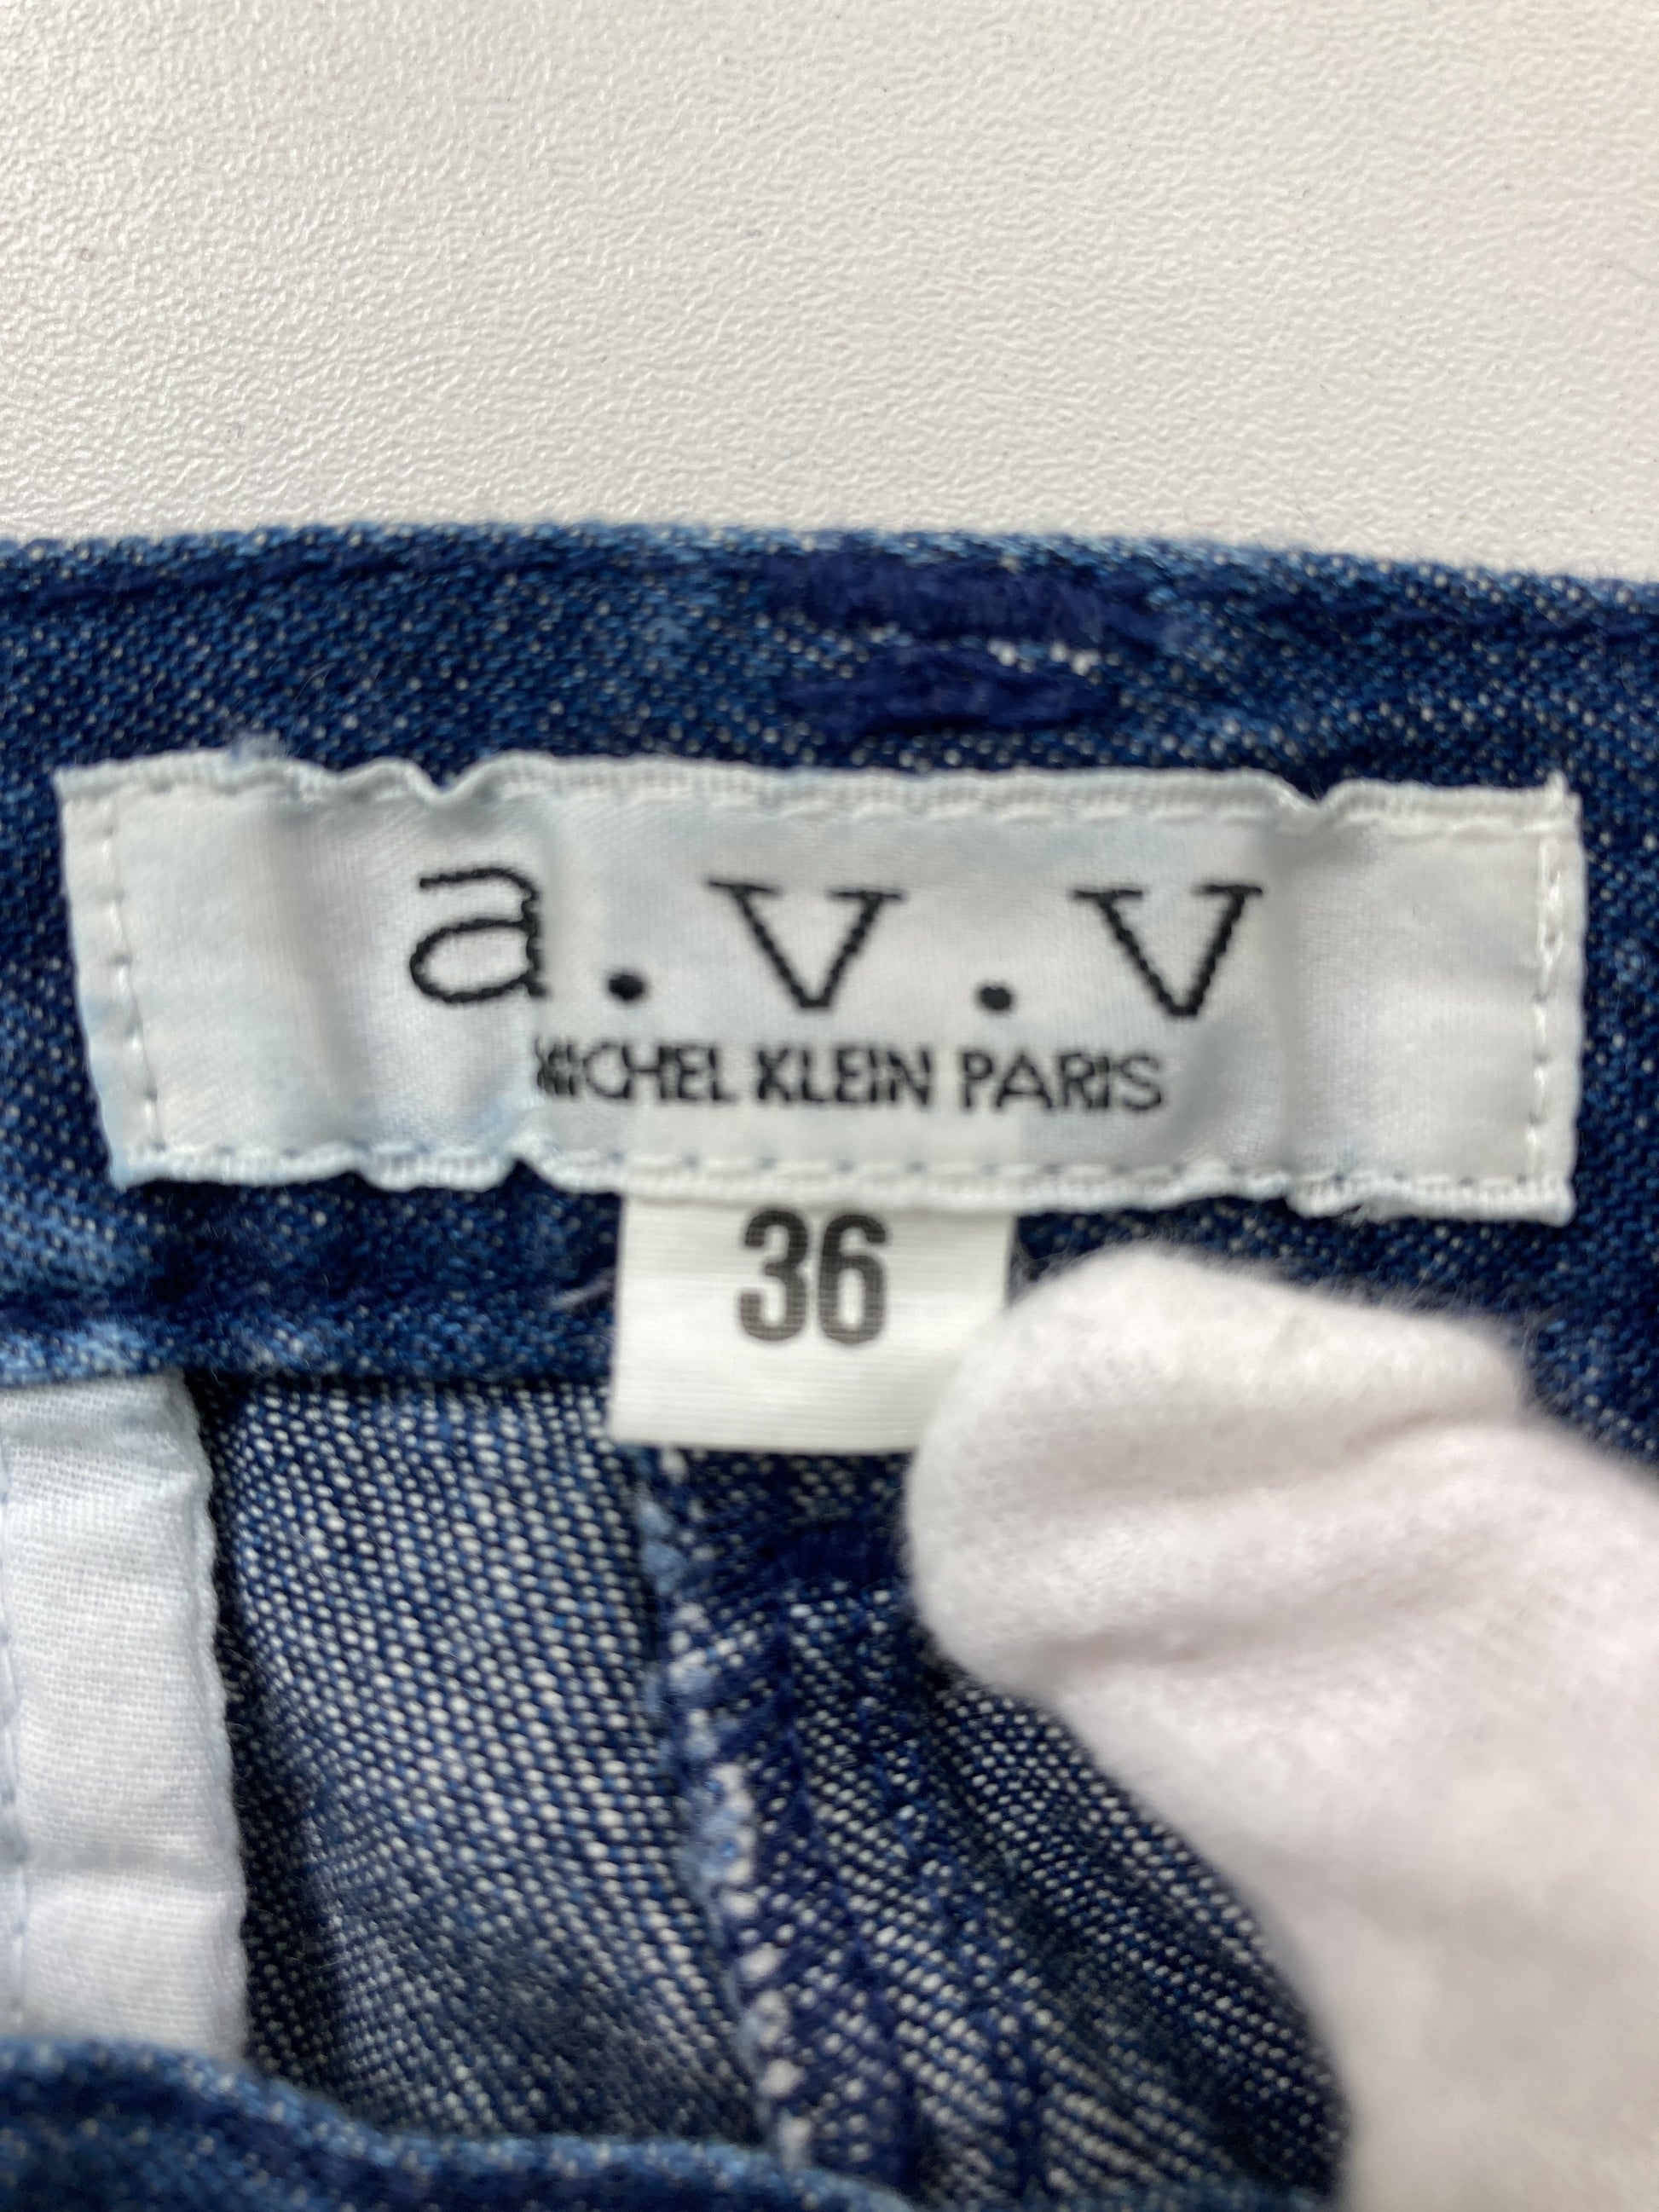 a.v.v
MICHEL KLEIN PARIS
36